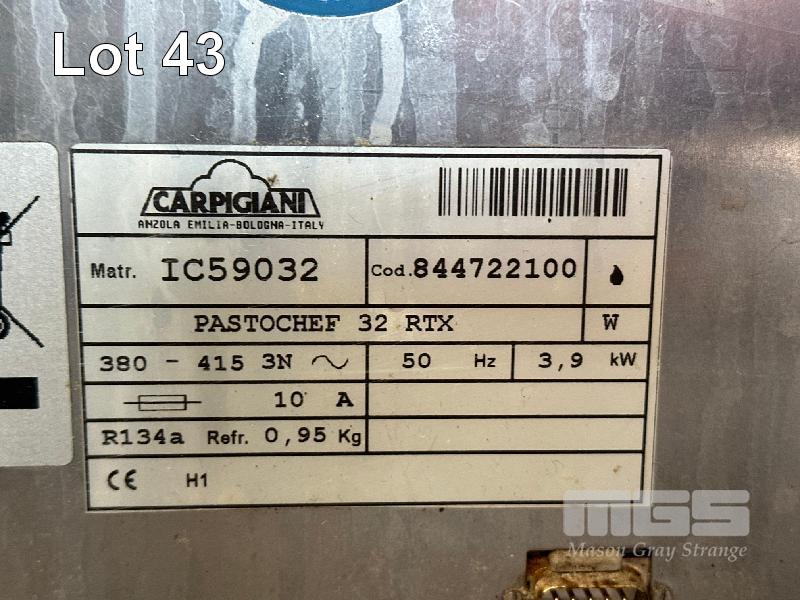 Lot 43
CARPIGIANI
ANZOLA EMILIA-BOLOGNA-ITALY
Matr. IC59032 Cod.844722100
PASTOCHEF 32 RTX W
380 - 415 3N ~ 50 Hz 3,9 kW
10 A
R134a Refr. 0,95 Kg
CE H1
MGS
Mason Gray Strange